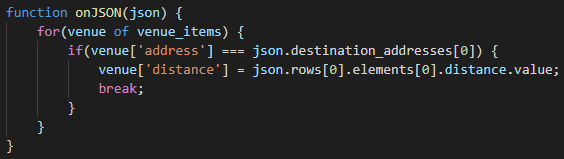 function onJSON(json) {
    for(venue of venue_items) {
        if(venue['address'] === json.destination_addresses[0]) {
            venue['distance'] = json.rows[0].elements[0].distance.value;
            break;
        }
    }
}